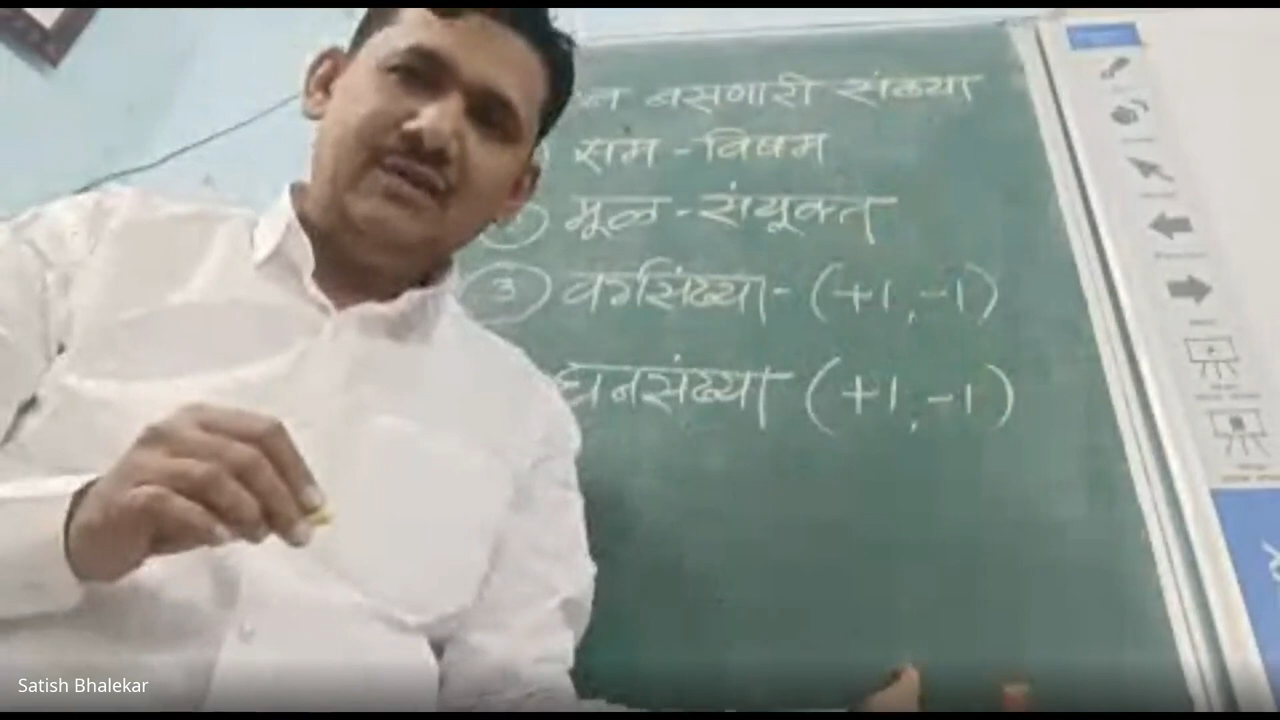 न बसणारी संख्या
सम - विषम
मूळ - संयूक्त
③ वर्गसंख्या - (+1, -1)
घनसंख्या (+1, -1)
Satish Bhalekar